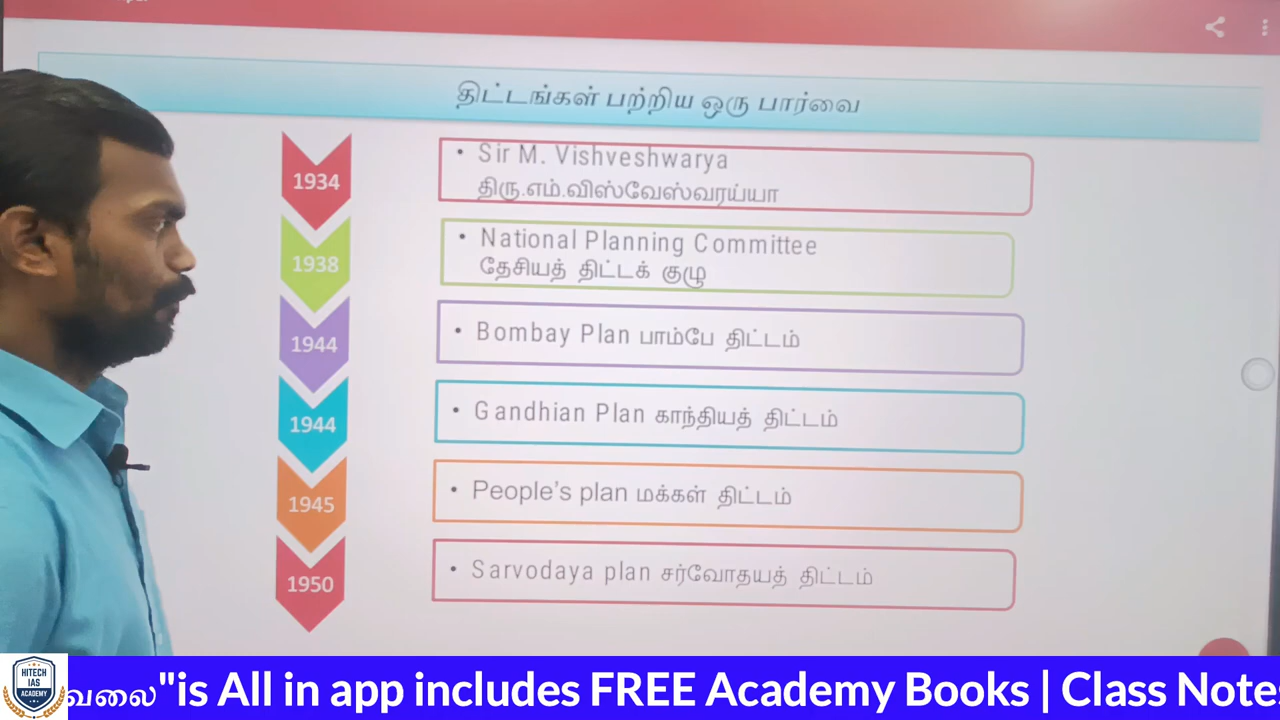 திட்டங்கள் பற்றிய ஒரு பார்வை
1934
• Sir M. Vishveshwarya
திரு.எம்.விஸ்வேஸ்வரய்யா
1938
• National Planning Committee
தேசியத் திட்டக் குழு
1944
• Bombay Plan பாம்பே திட்டம்
1944
• Gandhian Plan காந்தியத் திட்டம்
1945
• People's plan மக்கள் திட்டம்
1950
• Sarvodaya plan சர்வோதயத் திட்டம்
HITECH
IAS
ACADEMY
வேலை"is All in app includes FREE Academy Books | Class Notes